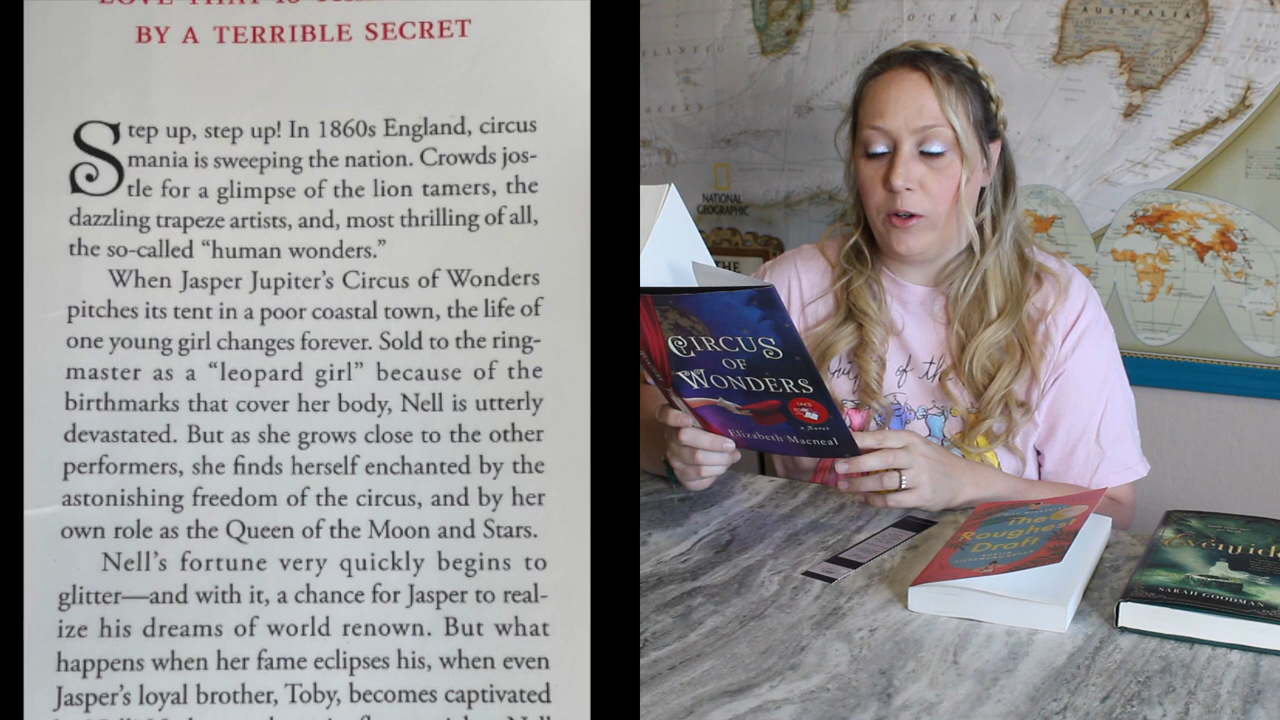 BY A TERRIBLE SECRET
Step up, step up! In 1860s England, circus
mania is sweeping the nation. Crowds jos-
tle for a glimpse of the lion tamers, the
dazzling trapeze artists, and, most thrilling of all,
the so-called “human wonders.”
When Jasper Jupiter’s Circus of Wonders
pitches its tent in a poor coastal town, the life of
one young girl changes forever. Sold to the ring-
master as a “leopard girl” because of the
birthmarks that cover her body, Nell is utterly
devastated. But as she grows close to the other
performers, she finds herself enchanted by the
astonishing freedom of the circus, and by her
own role as the Queen of the Moon and Stars.
Nell’s fortune very quickly begins to
glitter—and with it, a chance for Jasper to real-
ize his dreams of world renown. But what
happens when her fame eclipses his, when even
Jasper’s loyal brother, Toby, becomes captivated
AUSTRALIA
OCEAN
NATIONAL
GEOGRAPHIC
THE
CIRCUS
OF
WONDERS
a Novel
Elizabeth Macneal
of the
The
Roughest
Draft
SARAH GOODMAN